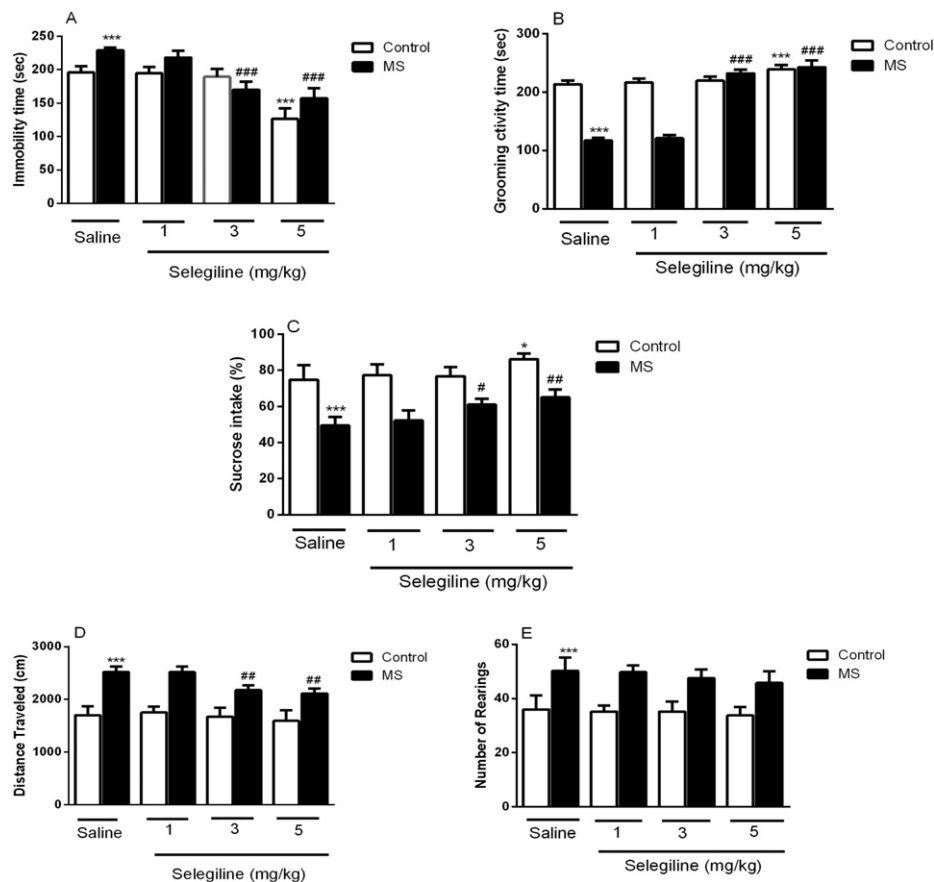 A
Immobility time (sec)
250
200
150
100
50
0
***
###
***
###
Control
MS
Saline
1
3
5
Selegiline (mg/kg)
B
Grooming ctivity time (sec)
300
200
100
0
***
###
***
###
Control
MS
Saline
1
3
5
Selegiline (mg/kg)
C
Sucrose intake (%)
100
80
60
40
20
0
***
#
*
##
Control
MS
Saline
1
3
5
Selegiline (mg/kg)
D
Distance Traveled (cm)
3000
2000
1000
0
***
##
##
Control
MS
Saline
1
3
5
Selegiline (mg/kg)
E
Number of Rearings
60
40
20
0
***
Control
MS
Saline
1
3
5
Selegiline (mg/kg)